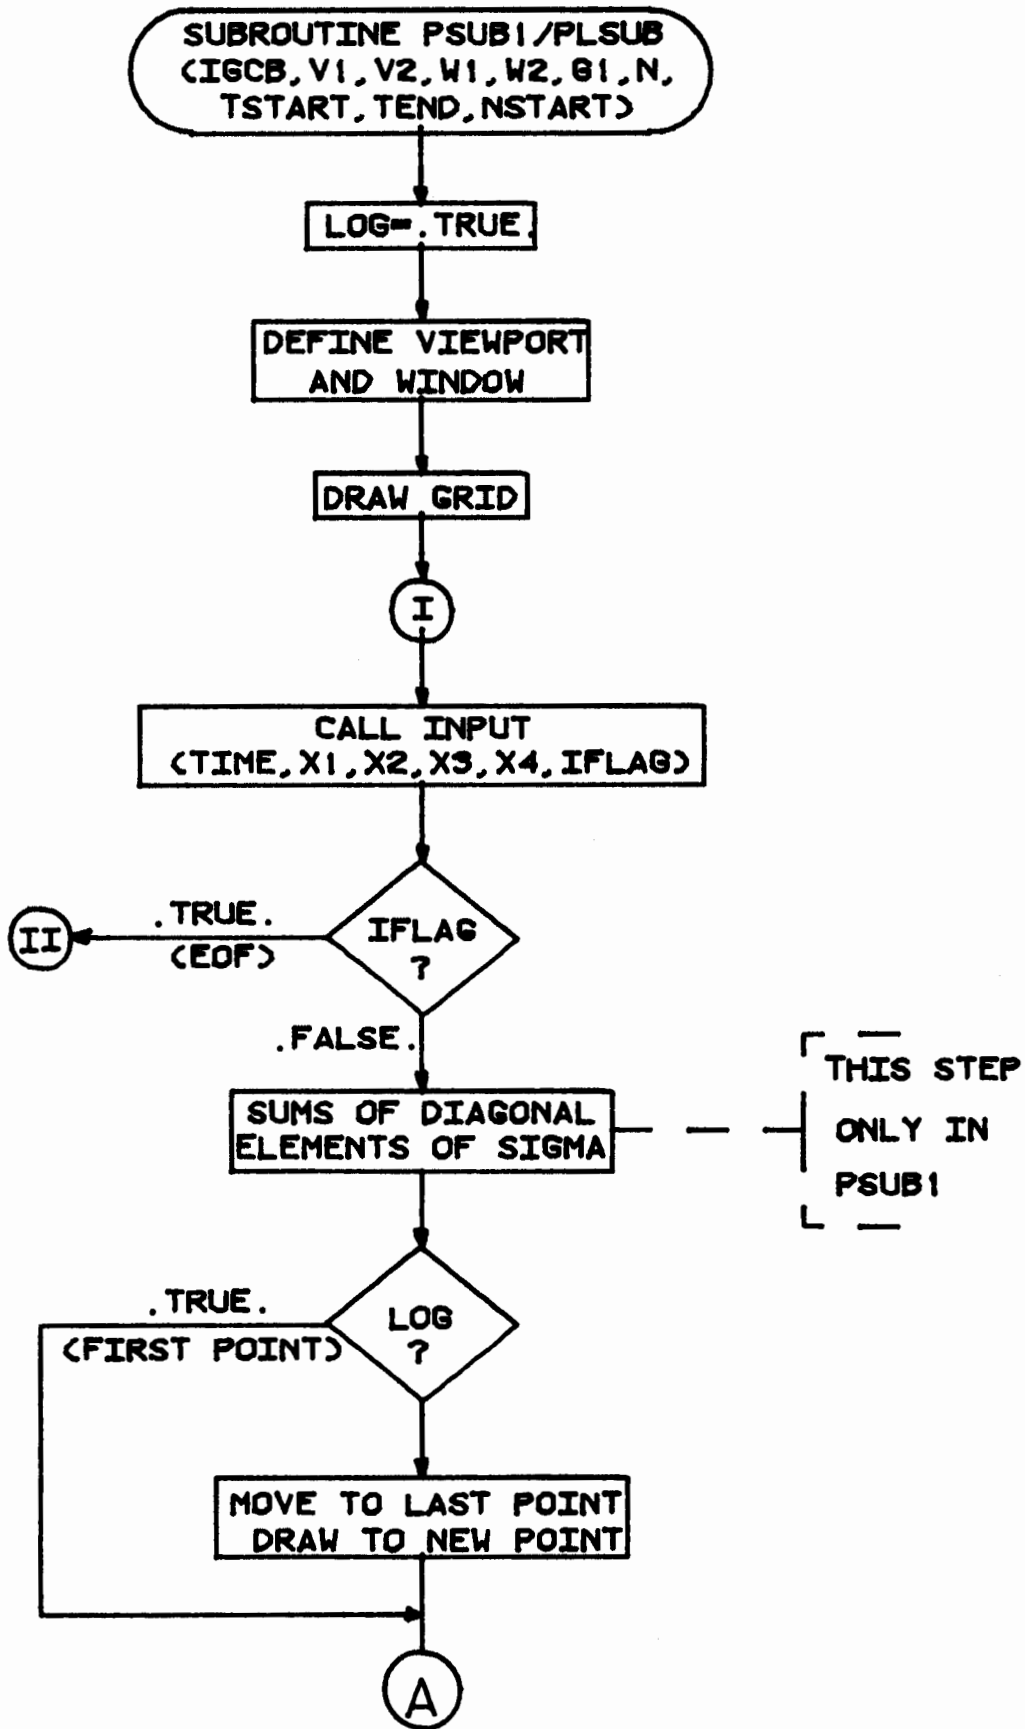 SUBROUTINE PSUB1/PLSUB
(IGCB,V1,V2,W1,W2,G1,N,
TSTART,TEND,NSTART)
LOG=.TRUE.
DEFINE VIEWPORT
AND WINDOW
DRAW GRID
I
CALL INPUT
(TIME,X1,X2,X3,X4,IFLAG)
.TRUE.
(EOF)
II
IFLAG
?
.FALSE.
SUMS OF DIAGONAL
ELEMENTS OF SIGMA
THIS STEP
ONLY IN
PSUB1
.TRUE.
(FIRST POINT)
LOG
?
MOVE TO LAST POINT
DRAW TO NEW POINT
A